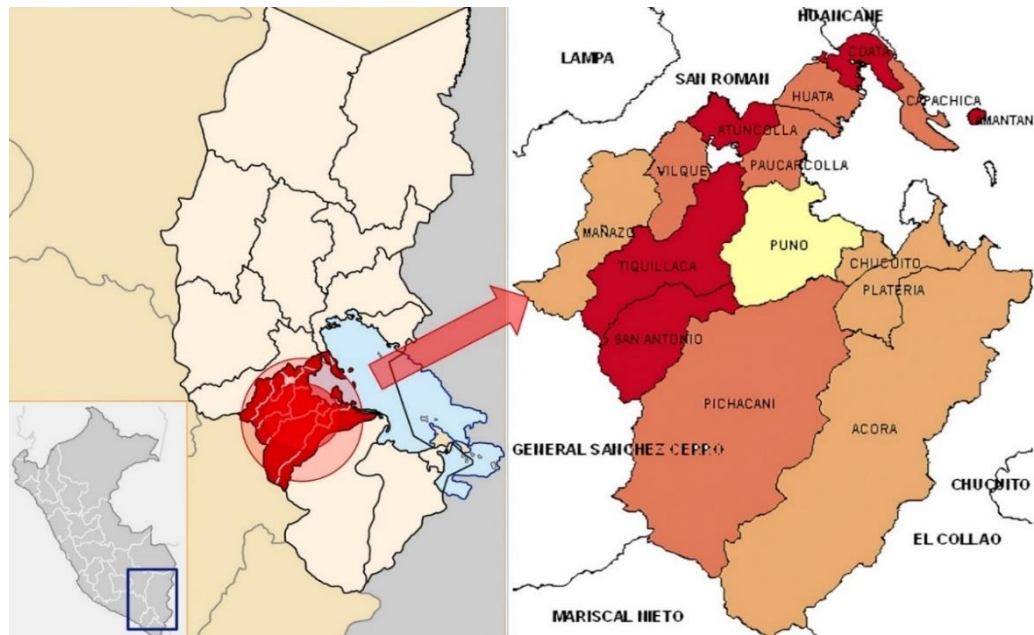 HUANCANE
LAMPA
COATA
SAN ROMAN
HUATA
CAPACHICA
AMANTAN
ATUNCOLLA
PAUCARCOLLA
VILQUE
MAÑAZO
PUNO
CHUCUITO
TIQUILLACA
PLATERIA
SAN ANTONIO
PICHACANI
ACORA
GENERAL SANCHEZ CERRO
CHUCUITO
EL COLLAO
MARISCAL NIETO